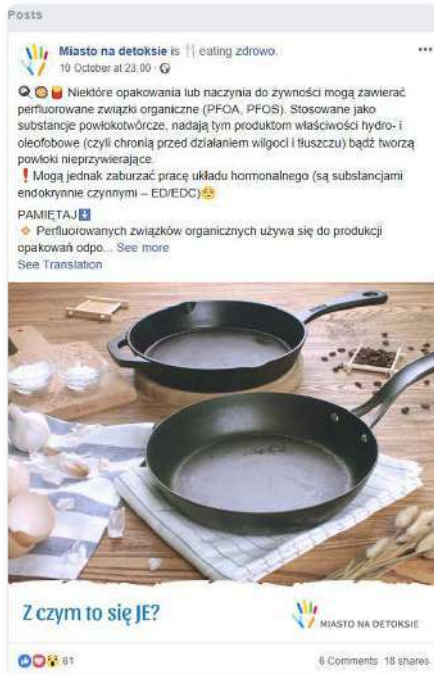 Posts
Miasto na detoksie is 🍴 eating zdrowo.
10 October at 23:00
🍳🍪🍟 Niektóre opakowania lub naczynia do żywności mogą zawierać
perfluorowane związki organiczne (PFOA, PFOS). Stosowane jako
substancje powłokotwórcze, nadają tym produktom właściwości hydro- i
oleofobowe (czyli chronią przed działaniem wilgoci i tłuszczu) bądź tworzą
powłoki nieprzywierające.
❗ Mogą jednak zaburzać pracę układu hormonalnego (są substancjami
endokrynnie czynnymi – ED/EDC)😥
PAMIĘTAJ⬇️
🔸 Perfluorowanych związków organicznych używa się do produkcji
opakowań odpo... See more
See Translation
Z czym to się JE?
MIASTO NA DETOKSIE
61
6 Comments 18 shares